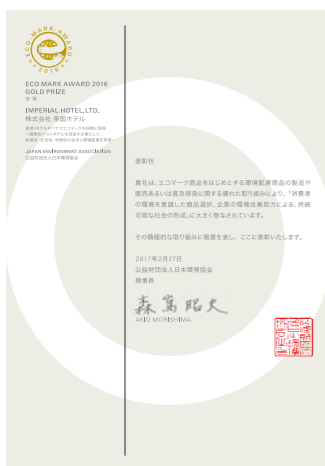 ECO MARK AWARD
2016
ECO MARK AWARD 2016
GOLD PRIZE
金賞
IMPERIAL HOTEL,LTD.
株式会社 帝国ホテル
JAPAN ENVIRONMENT ASSOCIATION
公益財団法人日本環境協会
表彰状
貴社は、エコマーク商品をはじめとする環境配慮商品の製造や
販売あるいは普及啓発に関する優れた取り組みにより、「消費者
の環境を意識した商品選択、企業の環境改善努力による、持続
可能な社会の形成」に大きく寄与されています。
その積極的な取り組みに敬意を表し、ここに表彰いたします。
2017年2月27日
公益財団法人日本環境協会
理事長
森嶌昭夫
AKIO MORISHIMA